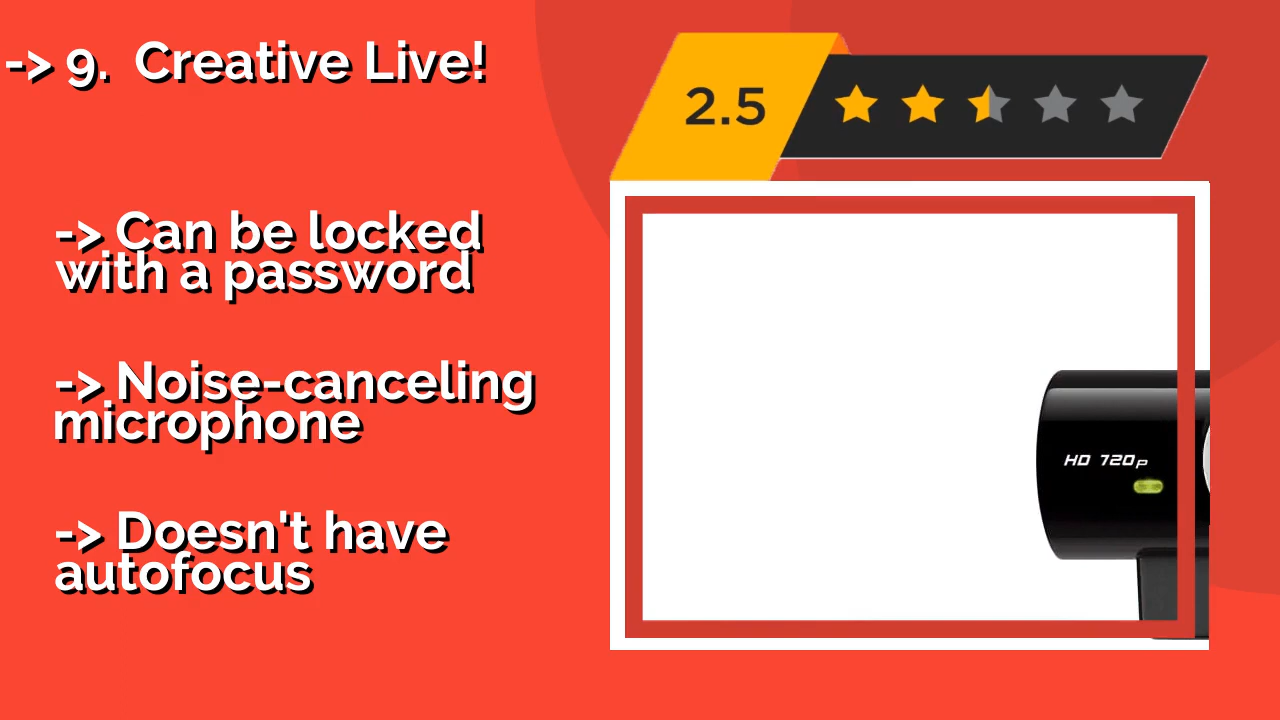 -> 9.  Creative Live!
2.5
-> Can be locked
with a password
-> Noise-canceling
microphone
-> Doesn't have
autofocus
HD 720p